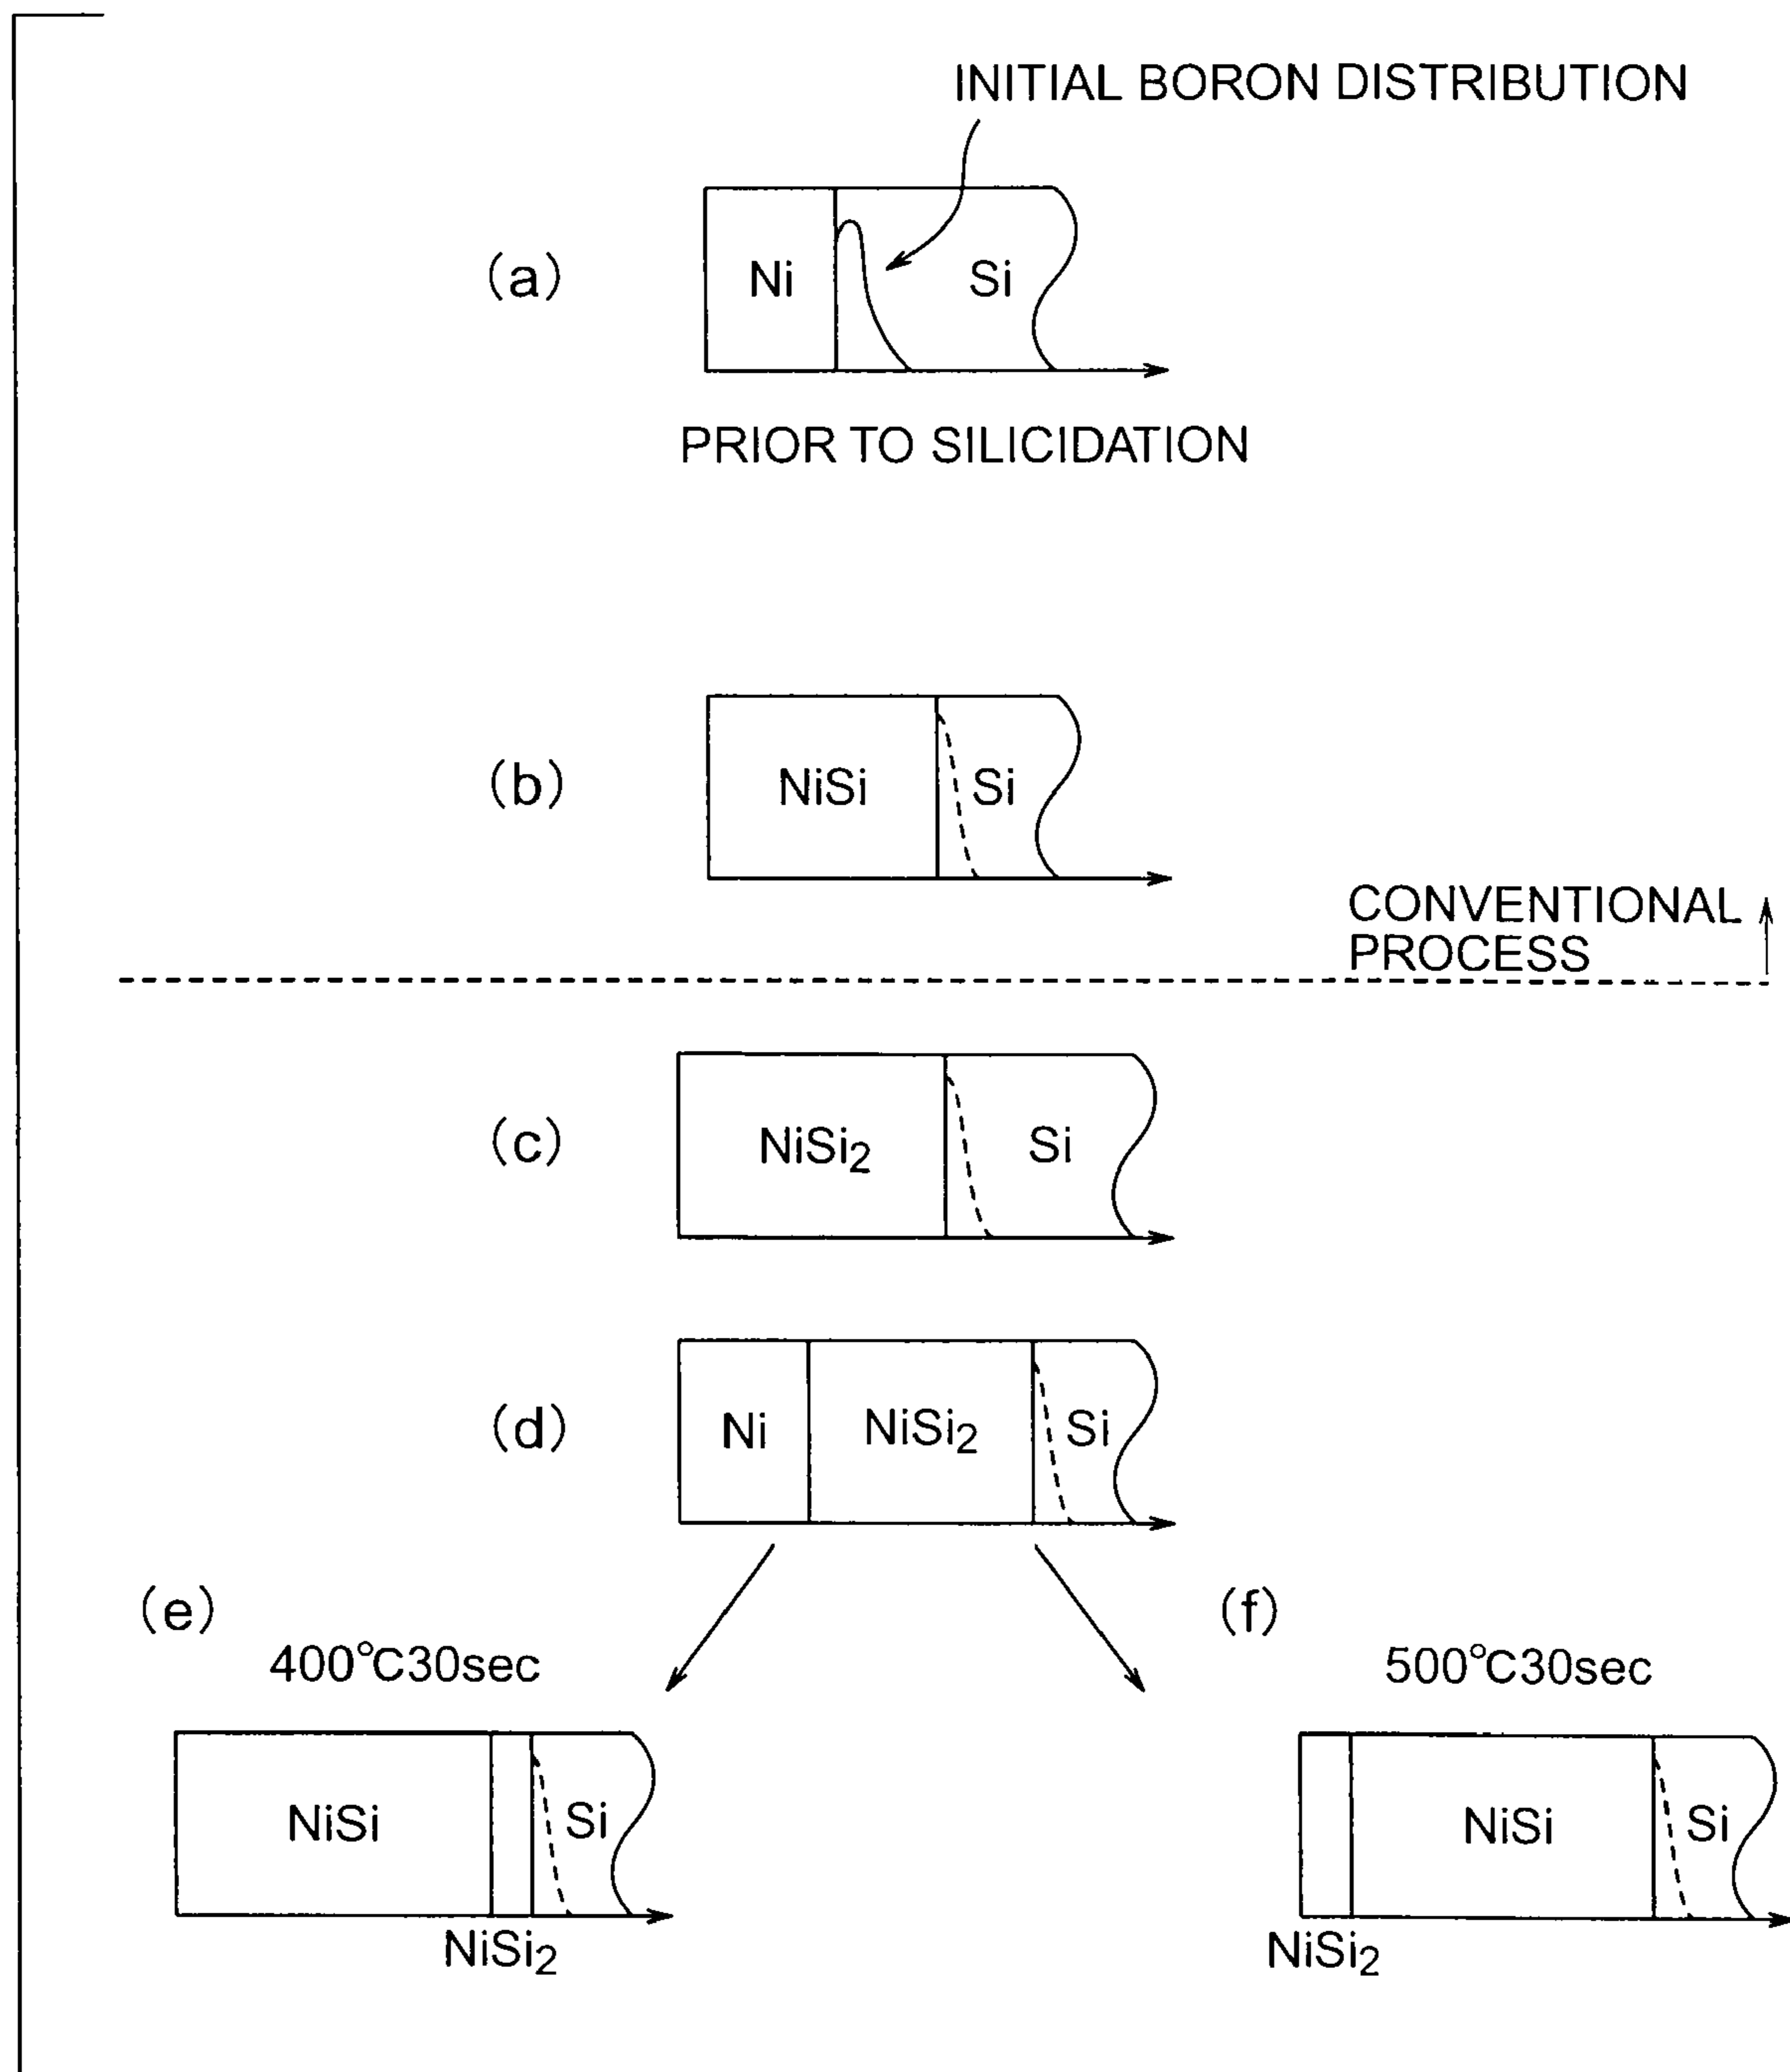 INITIAL BORON DISTRIBUTION
(a)
Ni
Si
PRIOR TO SILICIDATION
(b)
NiSi
Si
CONVENTIONAL
PROCESS
(c)
NiSi₂
Si
(d)
Ni
NiSi₂
Si
(e)
400℃30sec
NiSi
Si
NiSi₂
(f)
500℃30sec
NiSi
Si
NiSi₂